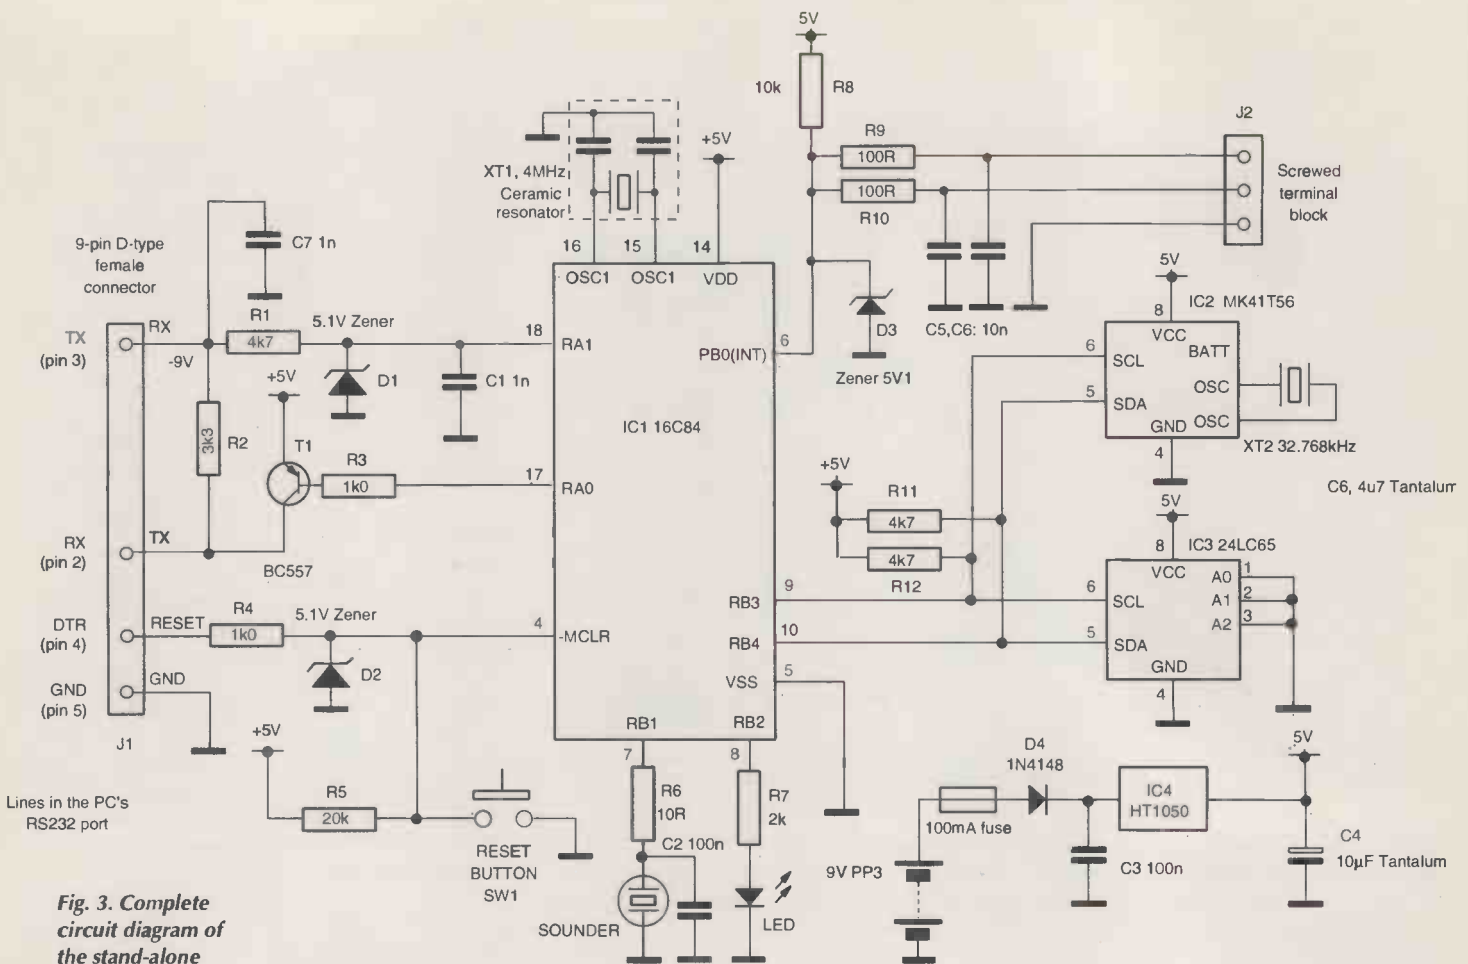 5V
10k
R8
R9
100R
100R
R10
J2
Screwed
terminal
block
+5V
XT1, 4MHz
Ceramic
resonator
16
15
14
OSC1
OSC1
VDD
9-pin D-type
female
connector
C7 1n
TX
(pin 3)
RX
-9V
R1
4k7
5.1V Zener
D1
C1 1n
18
RA1
+5V
3k3
R2
T1
R3
1k0
17
RA0
BC557
RX
(pin 2)
TX
IC1 16C84
6
PB0(INT)
D3
Zener 5V1
C5,C6: 10n
5V
8
IC2 MK41T56
VCC
BATT
6
SCL
OSC
5
SDA
OSC
GND
4
XT2 32.768kHz
C6, 4u7 Tantalum
+5V
R11
4k7
4k7
R12
5V
8
IC3 24LC65
VCC
A0
1
A1
2
A2
3
6
SCL
5
SDA
GND
4
9
RB3
10
RB4
5
VSS
DTR
(pin 4)
RESET
R4
1k0
5.1V Zener
D2
4
-MCLR
GND
(pin 5)
GND
J1
+5V
R5
20k
RESET
BUTTON
SW1
Lines in the PC's
RS232 port
RB1
RB2
7
8
R6
10R
R7
2k
C2 100n
SOUNDER
LED
9V PP3
100mA fuse
D4
1N4148
IC4
HT1050
C3 100n
5V
C4
10µF Tantalum
Fig. 3. Complete
circuit diagram of
the stand-alone